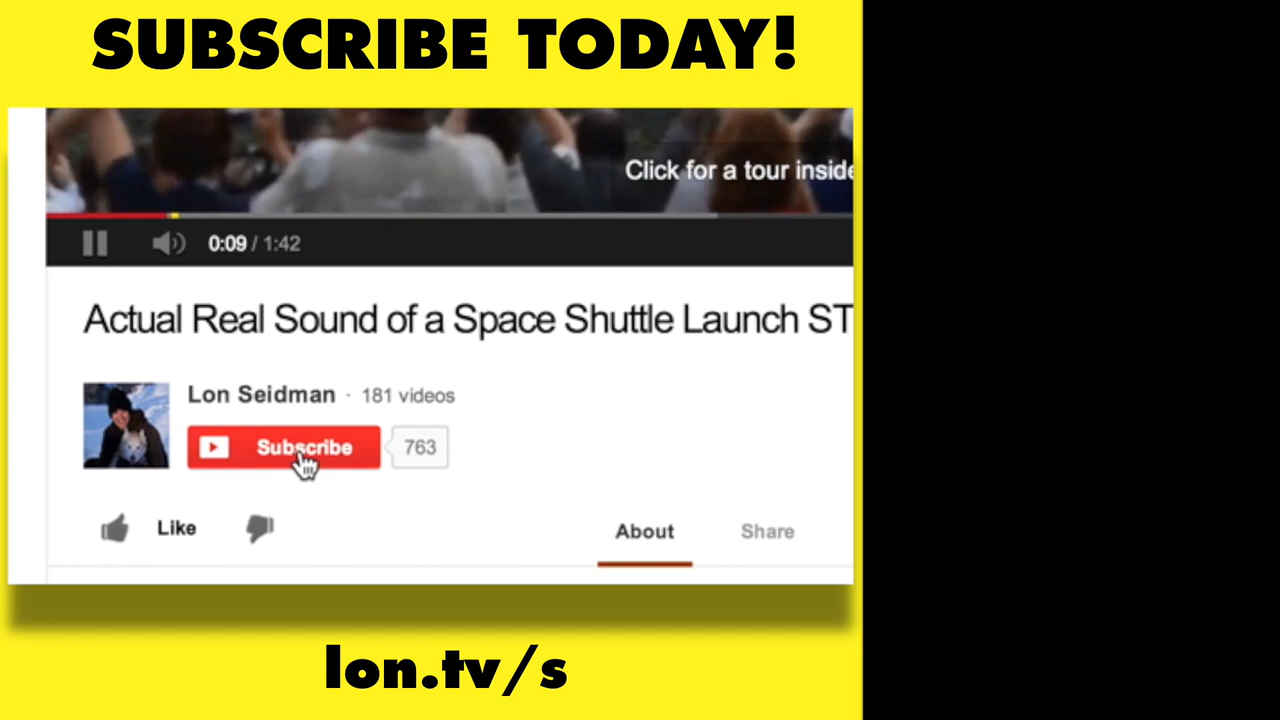 SUBSCRIBE TODAY!
Click for a tour inside
0:09 / 1:42
Actual Real Sound of a Space Shuttle Launch ST
Lon Seidman · 181 videos
Subscribe 763
Like About Share
lon.tv/s